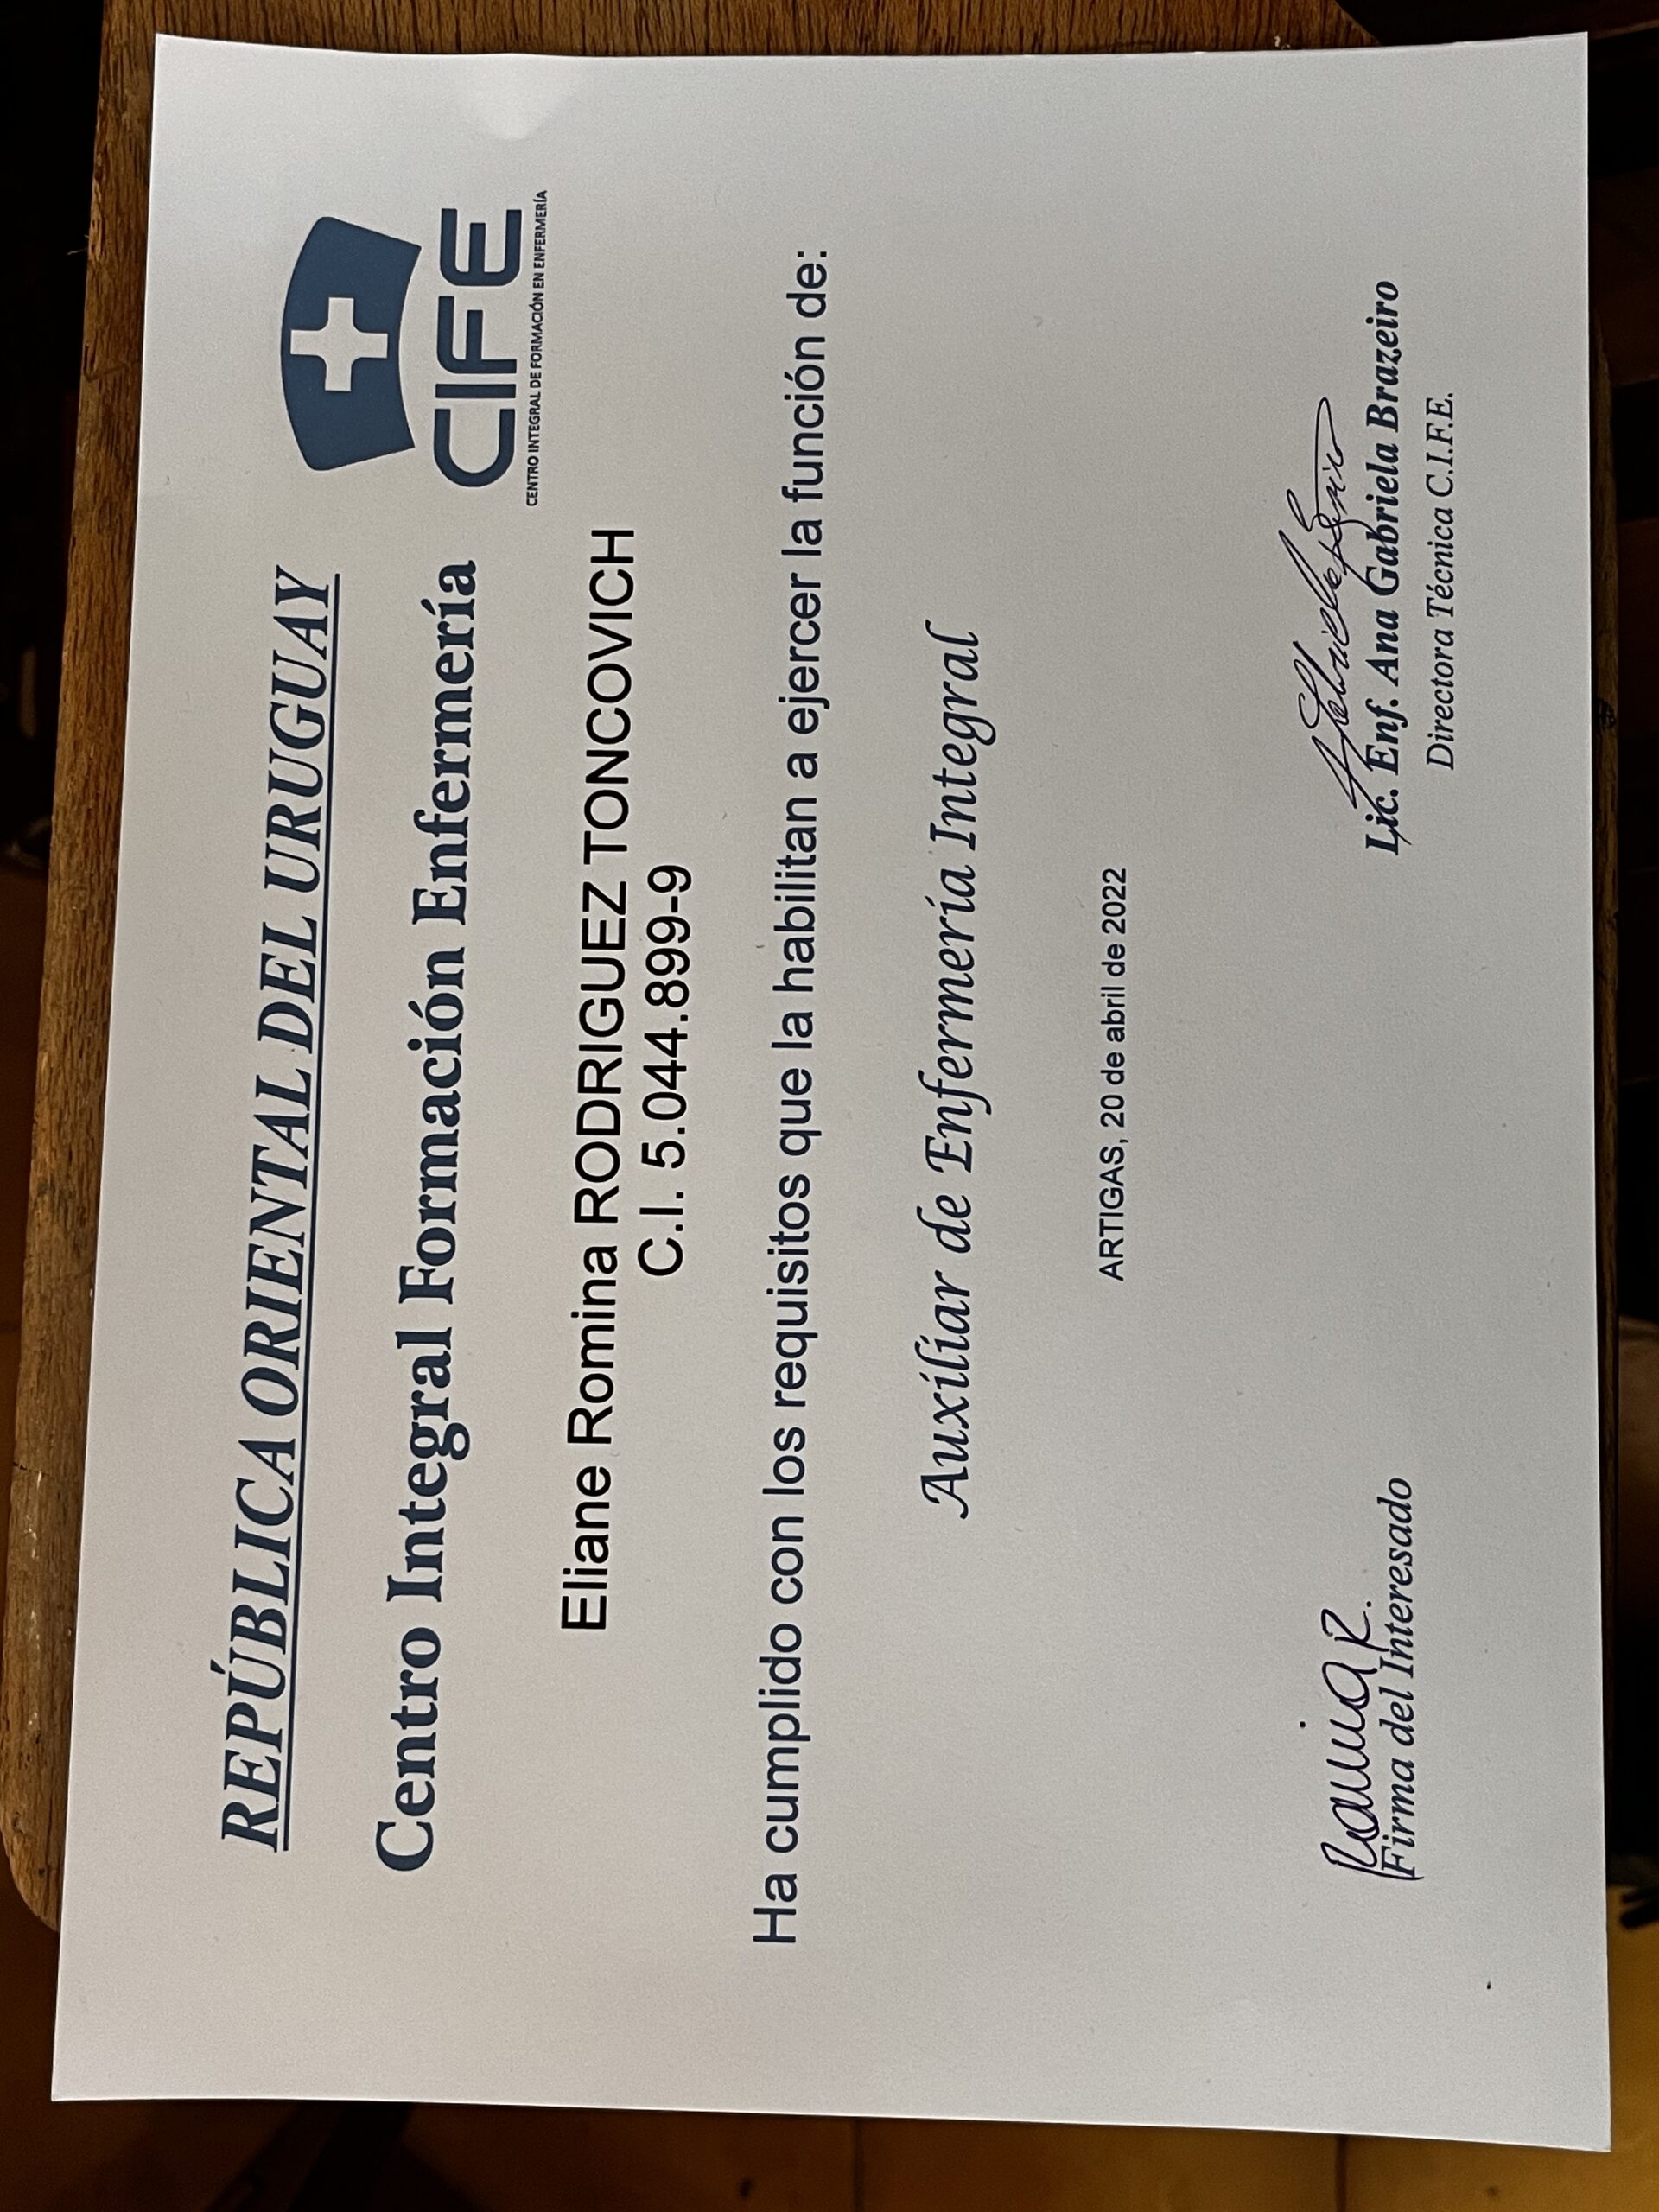 REPÚBLICA ORIENTAL DEL URUGUAY
CIFE
CENTRO INTEGRAL DE FORMACIÓN EN ENFERMERÍA
Centro Integral Formación Enfermería
Eliane Romina RODRIGUEZ TONCOVICH
C.I. 5.044.899-9
Ha cumplido con los requisitos que la habilitan a ejercer la función de:
Auxiliar de Enfermería Integral
ARTIGAS, 20 de abril de 2022
Romina R.
Firma del Interesado
Lic. Enf. Ana Gabriela Brazeiro
Directora Técnica C.I.F.E.